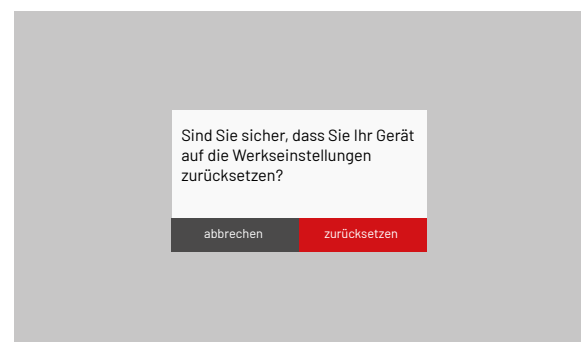 Sind Sie sicher, dass Sie Ihr Gerät
auf die Werkseinstellungen
zurücksetzen?
abbrechen
zurücksetzen